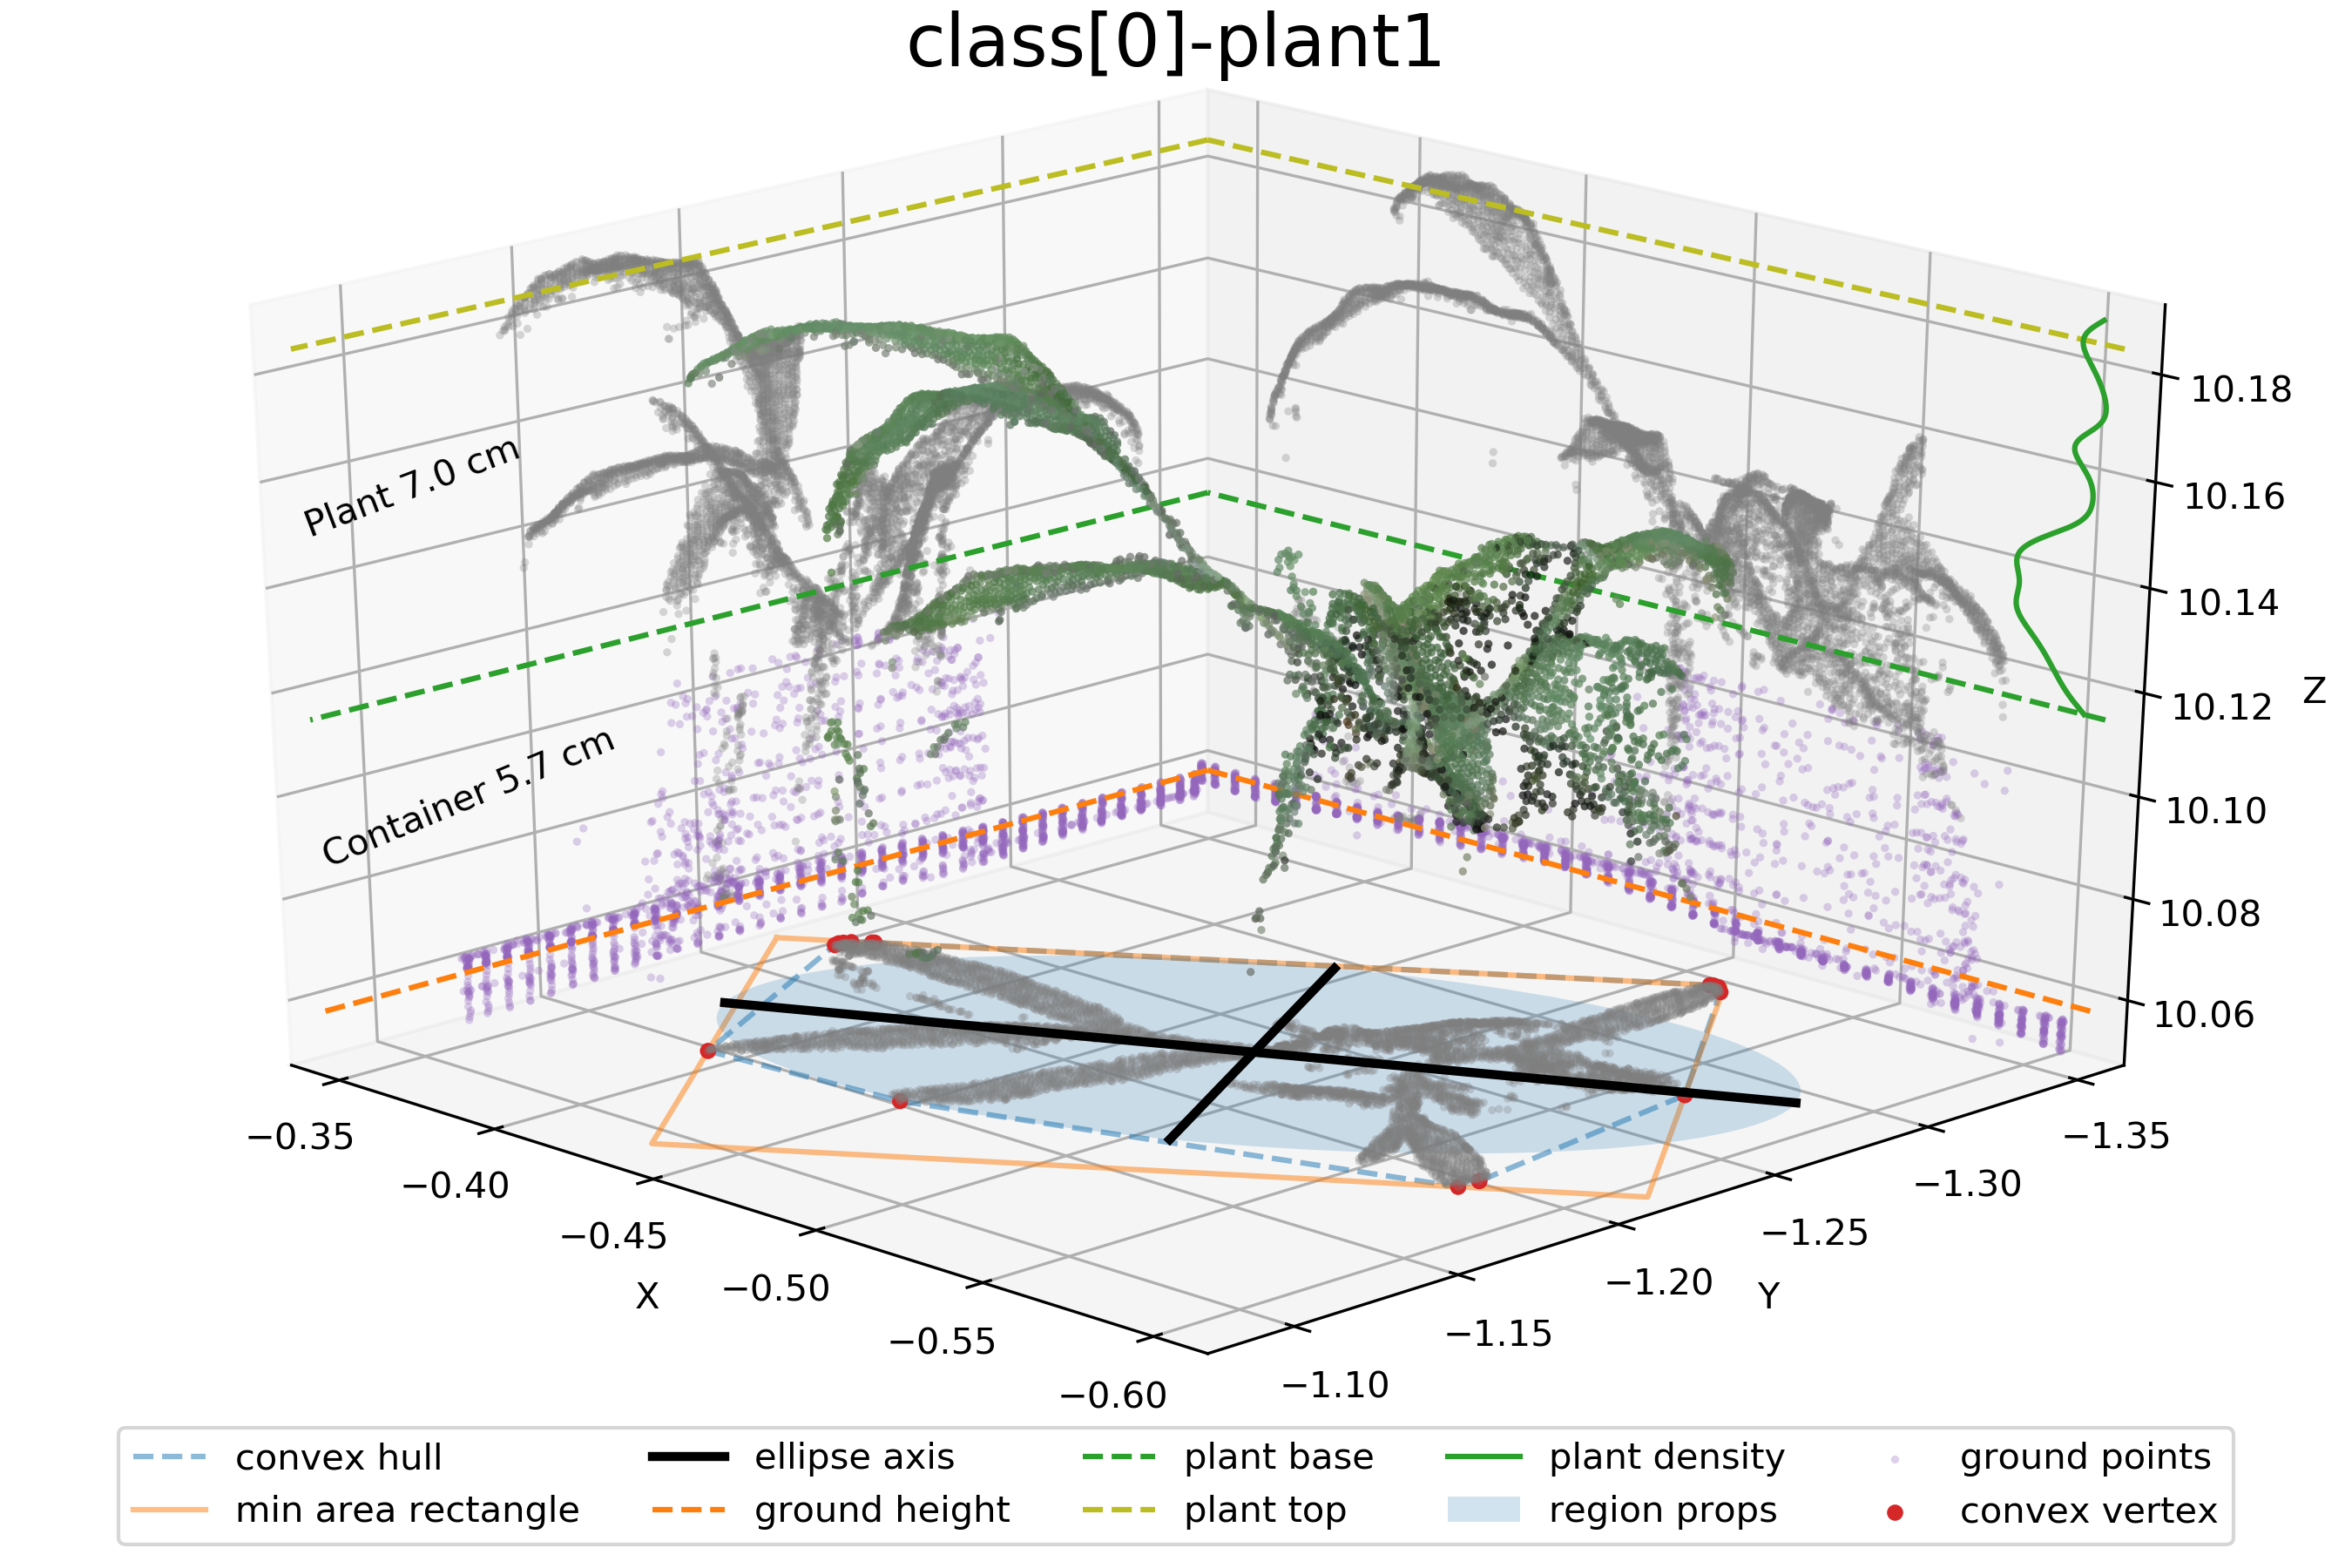 class[0]-plant1
Plant 7.0 cm
Container 5.7 cm
10.18
10.16
10.14
10.12
10.10
10.08
10.06
Z
−0.35
−0.40
−0.45
−0.50
−0.55
−0.60
X
−1.10
−1.15
−1.20
−1.25
−1.30
−1.35
Y
convex hull
min area rectangle
ellipse axis
ground height
plant base
plant top
plant density
region props
ground points
convex vertex